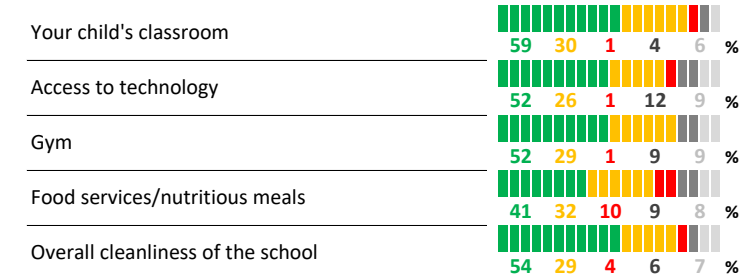 Your child's classroom
59 30 1 4 6 %
Access to technology
52 26 1 12 9 %
Gym
52 29 1 9 9 %
Food services/nutritious meals
41 32 10 9 8 %
Overall cleanliness of the school
54 29 4 6 7 %